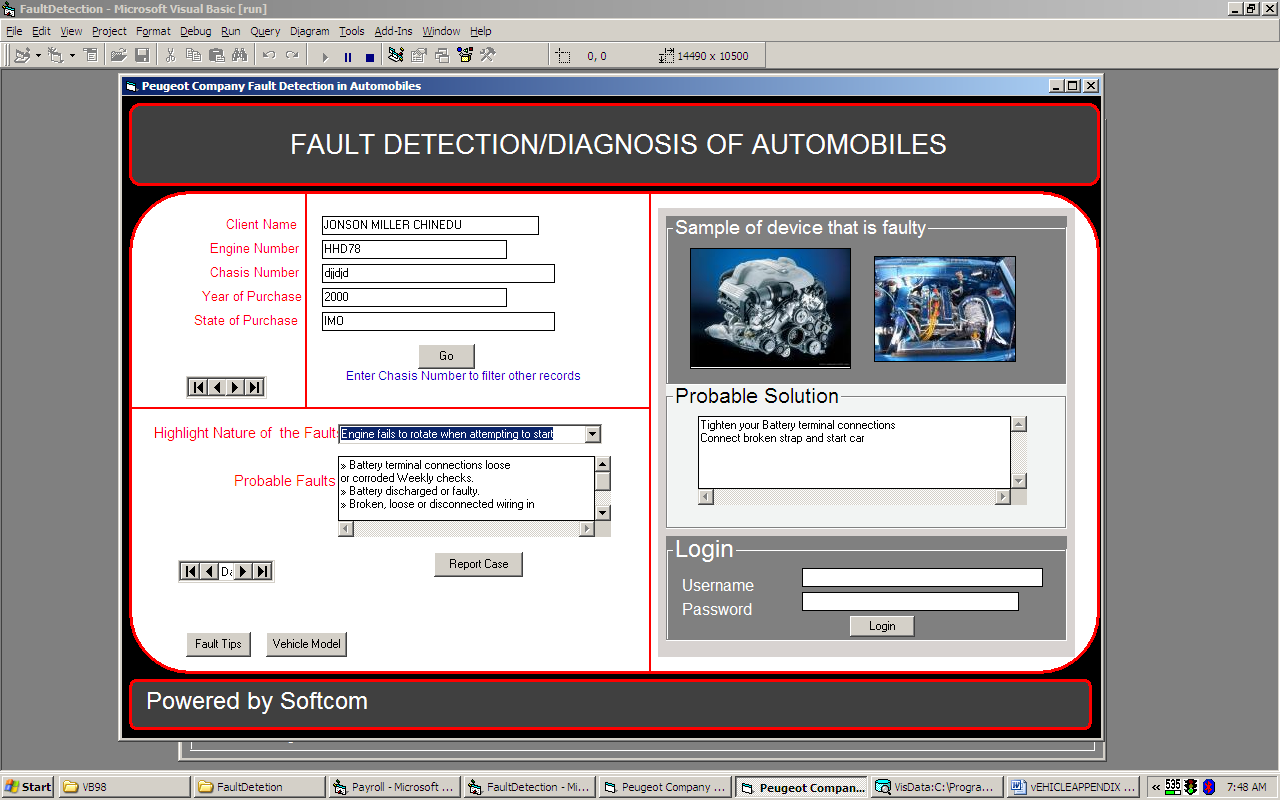 FaultDetection - Microsoft Visual Basic [run]
File Edit View Project Format Debug Run Query Diagram Tools Add-Ins Window Help
0, 0 14490 x 10500
Peugeot Company Fault Detection in Automobiles
FAULT DETECTION/DIAGNOSIS OF AUTOMOBILES
Client Name JONSON MILLER CHINEDU
Engine Number HHD78
Chasis Number djjdjd
Year of Purchase 2000
State of Purchase IMO
Go
Enter Chasis Number to filter other records
Highlight Nature of the Fault Engine fails to rotate when attempting to start
Probable Faults
» Battery terminal connections loose
or corroded Weekly checks.
» Battery discharged or faulty.
» Broken, loose or disconnected wiring in
Report Case
Fault Tips Vehicle Model
Sample of device that is faulty
Probable Solution
Tighten your Battery terminal connections
Connect broken strap and start car
Login
Username
Password
Login
Powered by Softcom
Start VB98 FaultDetetion Payroll - Microsoft ... FaultDetection - Mi... Peugeot Company ... Peugeot Compan... VisData:C:\Progra... vEHICLEAPPENDIX ... « 595 7:48 AM